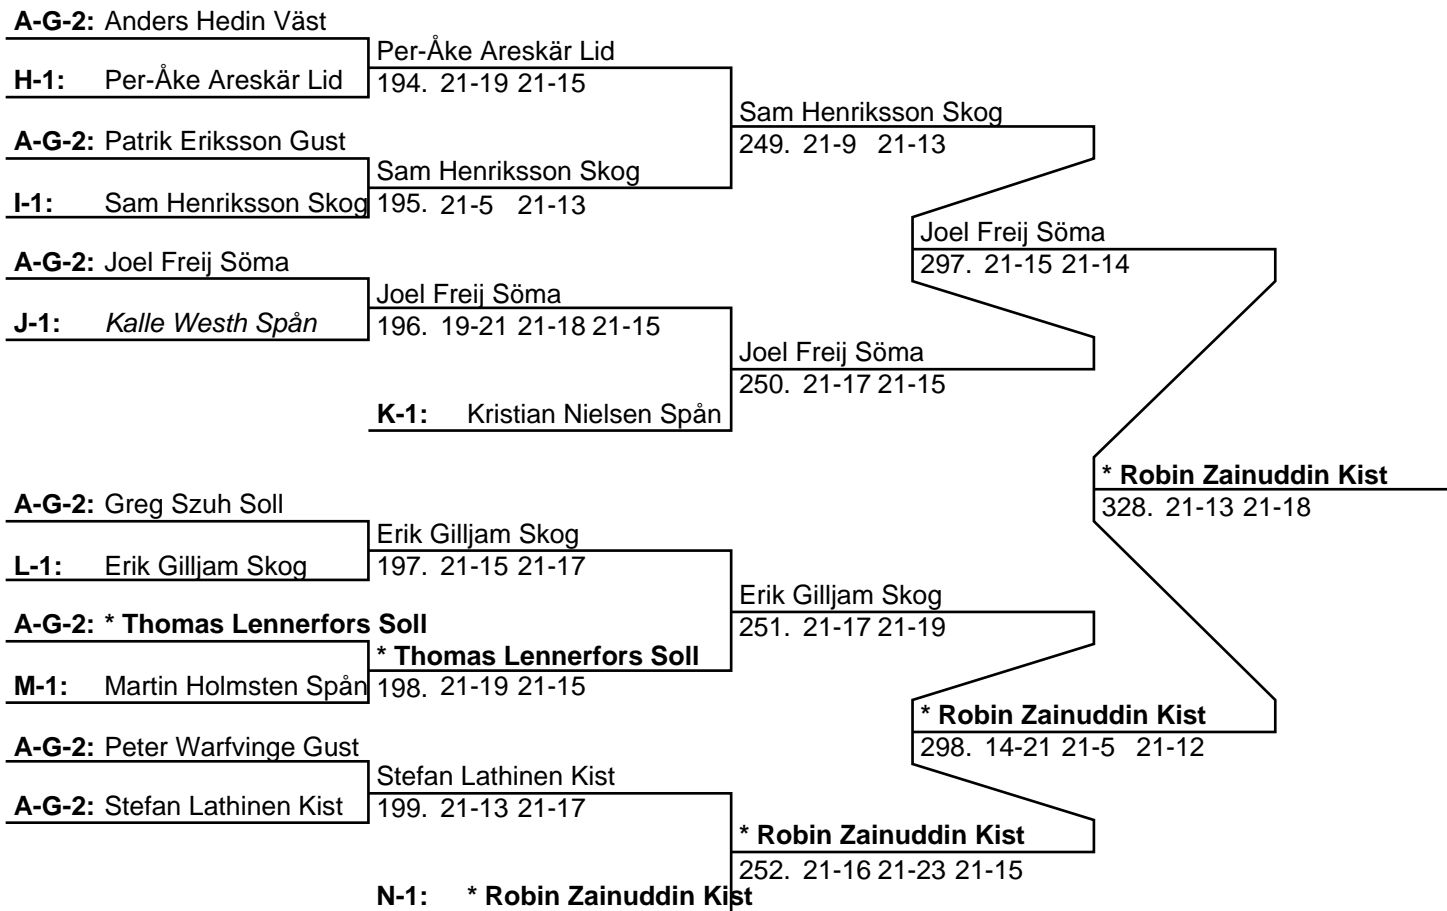 A-G-2: Anders Hedin Väst
Per-Åke Areskär Lid
H-1: Per-Åke Areskär Lid
194. 21-19 21-15
Sam Henriksson Skog
A-G-2: Patrik Eriksson Gust
249. 21-9 21-13
Sam Henriksson Skog
I-1: Sam Henriksson Skog
195. 21-5 21-13
Joel Freij Söma
A-G-2: Joel Freij Söma
297. 21-15 21-14
Joel Freij Söma
J-1: Kalle Westh Spån
196. 19-21 21-18 21-15
Joel Freij Söma
250. 21-17 21-15
K-1: Kristian Nielsen Spån
* Robin Zainuddin Kist
A-G-2: Greg Szuh Soll
328. 21-13 21-18
Erik Gilljam Skog
L-1: Erik Gilljam Skog
197. 21-15 21-17
Erik Gilljam Skog
A-G-2: * Thomas Lennerfors Soll
251. 21-17 21-19
* Thomas Lennerfors Soll
M-1: Martin Holmsten Spån
198. 21-19 21-15
* Robin Zainuddin Kist
A-G-2: Peter Warfvinge Gust
298. 14-21 21-5 21-12
Stefan Lathinen Kist
A-G-2: Stefan Lathinen Kist
199. 21-13 21-17
* Robin Zainuddin Kist
252. 21-16 21-23 21-15
N-1: * Robin Zainuddin Kist